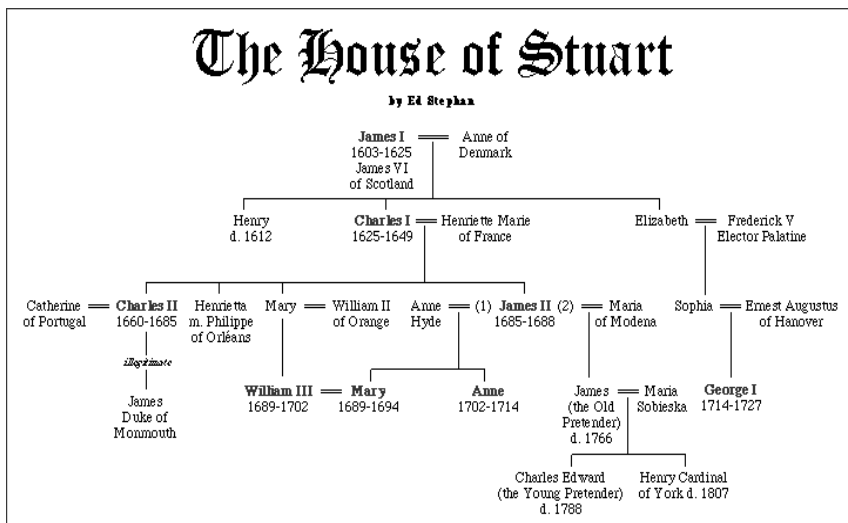 The House of Stuart
by Ed Stephan
James I
1603-1625
James VI
of Scotland
Anne of
Denmark
Henry
d. 1612
Charles I
1625-1649
Henriette Marie
of France
Elizabeth
Frederick V
Elector Palatine
Catherine
of Portugal
Charles II
1660-1685
Henrietta
m. Philippe
of Orléans
Mary
William II
of Orange
Anne
Hyde
(1) James II (2)
1685-1688
Maria
of Modena
Sophia
Ernest Augustus
of Hanover
illegitimate
James
Duke of
Monmouth
William III
1689-1702
Mary
1689-1694
Anne
1702-1714
James
(the Old
Pretender)
d. 1766
Maria
Sobieska
George I
1714-1727
Charles Edward
(the Young Pretender)
d. 1788
Henry Cardinal
of York d. 1807